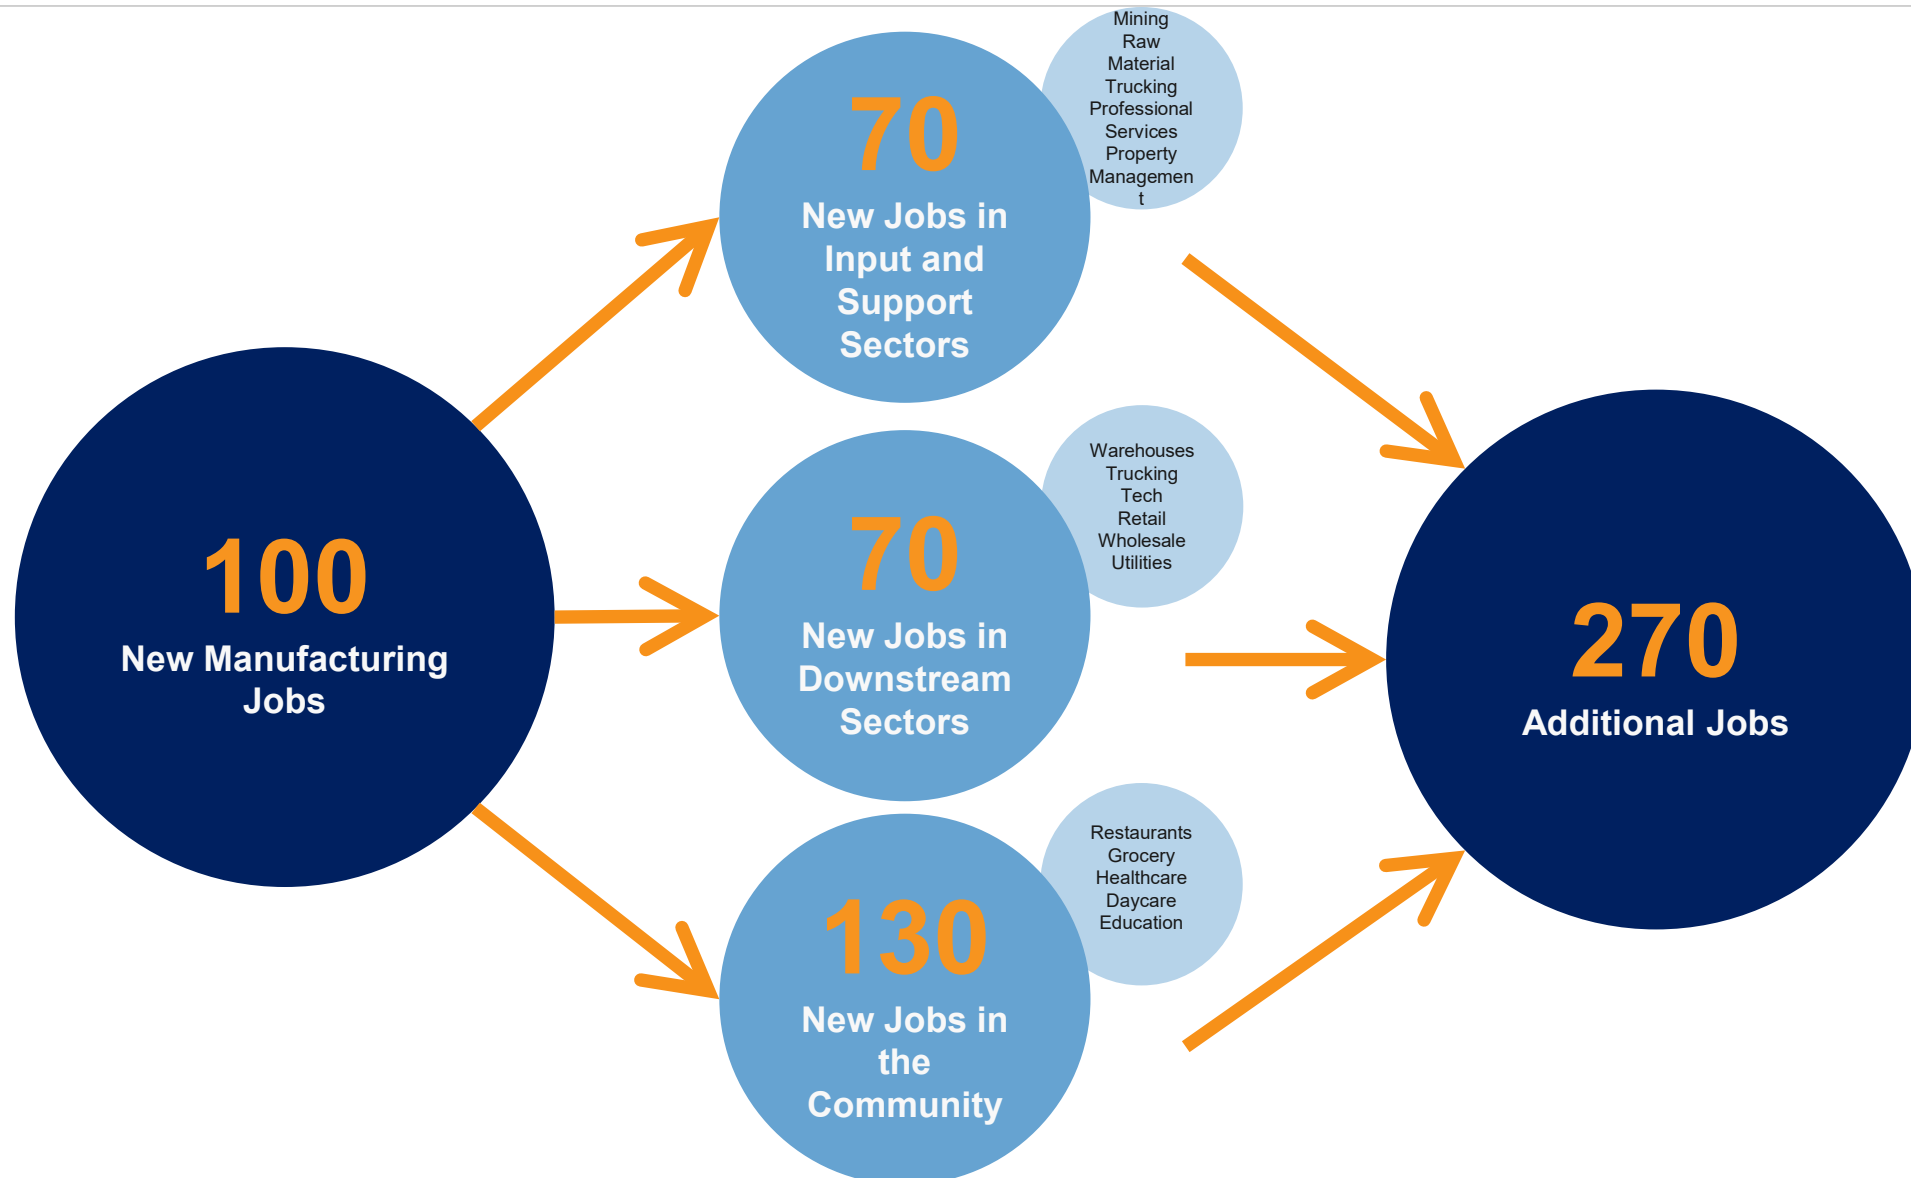 100
New Manufacturing
Jobs
70
New Jobs in
Input and
Support
Sectors
Mining
Raw
Material
Trucking
Professional
Services
Property
Managemen
t
70
New Jobs in
Downstream
Sectors
Warehouses
Trucking
Tech
Retail
Wholesale
Utilities
130
New Jobs in
the
Community
Restaurants
Grocery
Healthcare
Daycare
Education
270
Additional Jobs